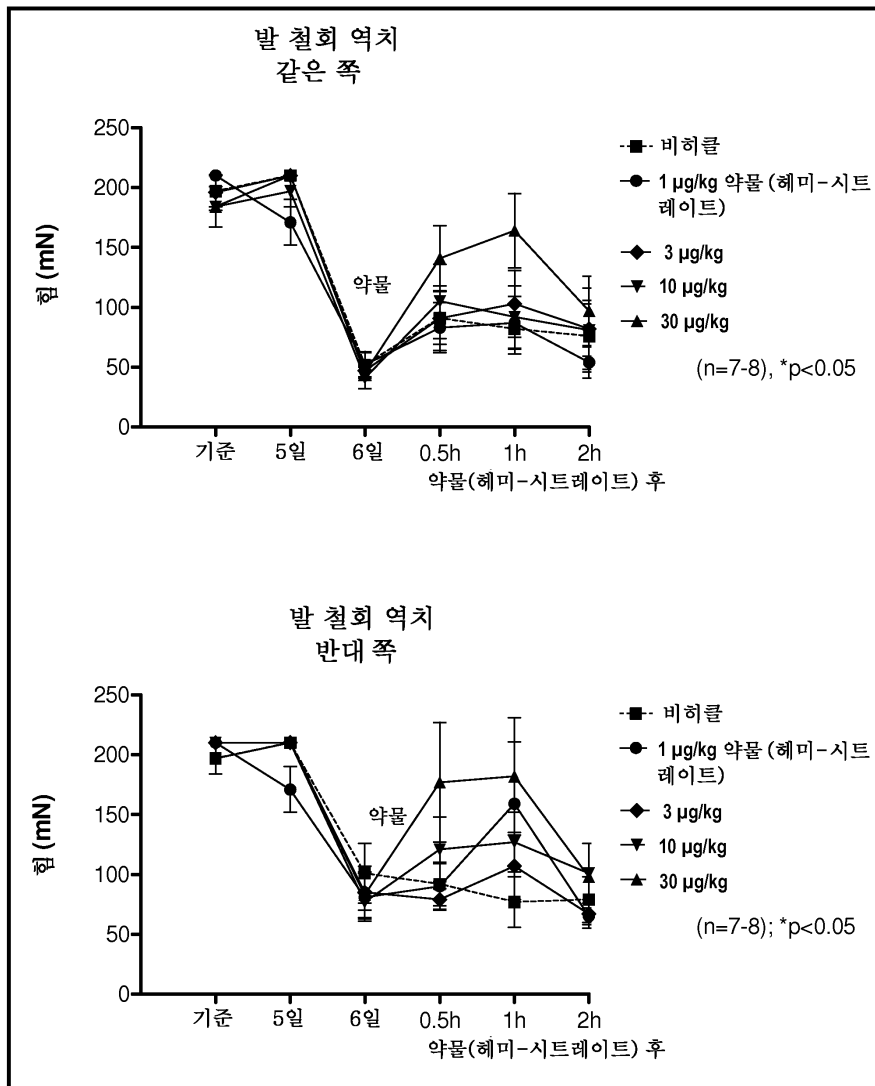 발 철회 역치
같은 쪽
250
200
150
100
50
0
힘 (mN)
약물
기준 5일 6일 0.5h 1h 2h
약물(헤미-시트레이트) 후
비히클
1 µg/kg 약물 (헤미-시트
레이트)
3 µg/kg
10 µg/kg
30 µg/kg
(n=7-8), *p<0.05
발 철회 역치
반대 쪽
250
200
150
100
50
0
힘 (mN)
약물
기준 5일 6일 0.5h 1h 2h
약물(헤미-시트레이트) 후
비히클
1 µg/kg 약물 (헤미-시트
레이트)
3 µg/kg
10 µg/kg
30 µg/kg
(n=7-8); *p<0.05